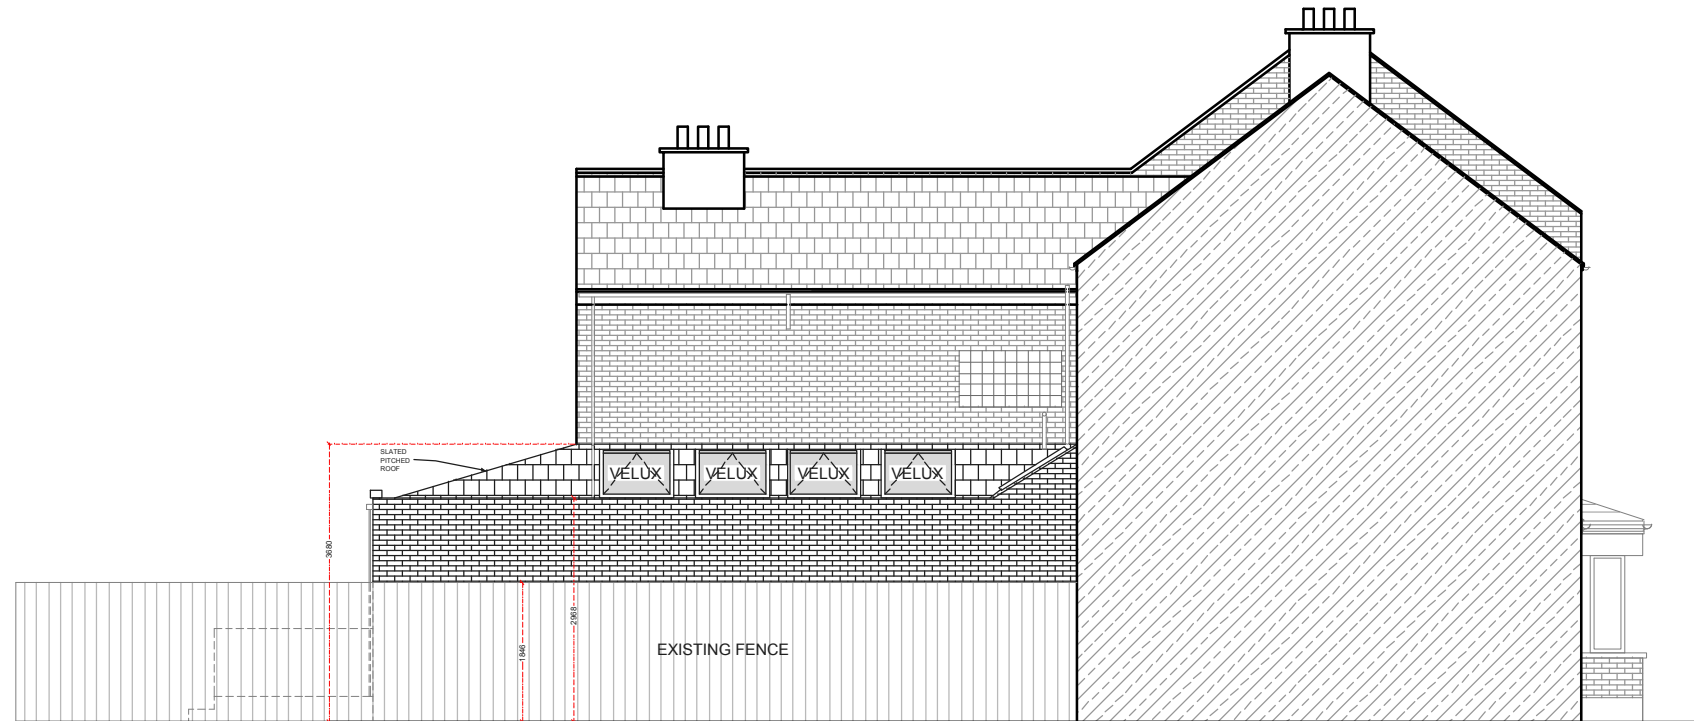 SLATED
PITCHED
ROOF
VELUX VELUX VELUX VELUX
3680
2968
1846
EXISTING FENCE